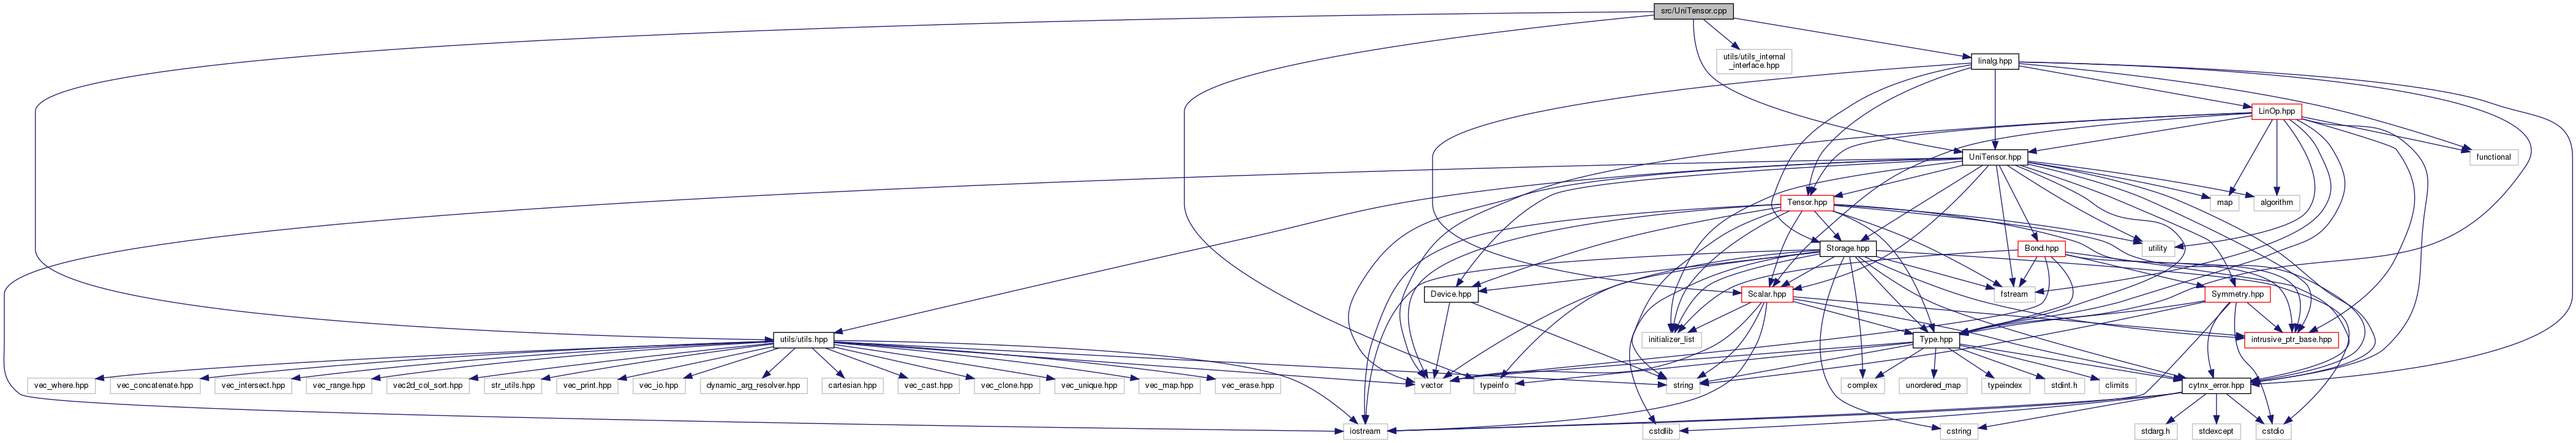 src/UniTensor.cpp
utils/utils_internal
_interface.hpp
linalg.hpp
LinOp.hpp
UniTensor.hpp
functional
Tensor.hpp
map
algorithm
Storage.hpp
Bond.hpp
utility
Device.hpp
Scalar.hpp
fstream
Symmetry.hpp
utils/utils.hpp
initializer_list
Type.hpp
intrusive_ptr_base.hpp
vec_where.hpp
vec_concatenate.hpp
vec_intersect.hpp
vec_range.hpp
vec2d_col_sort.hpp
str_utils.hpp
vec_print.hpp
vec_io.hpp
dynamic_arg_resolver.hpp
cartesian.hpp
vec_cast.hpp
vec_clone.hpp
vec_unique.hpp
vec_map.hpp
vec_erase.hpp
vector
typeinfo
string
complex
unordered_map
typeindex
stdint.h
climits
cytnx_error.hpp
iostream
cstdlib
cstring
stdarg.h
stdexcept
cstdio